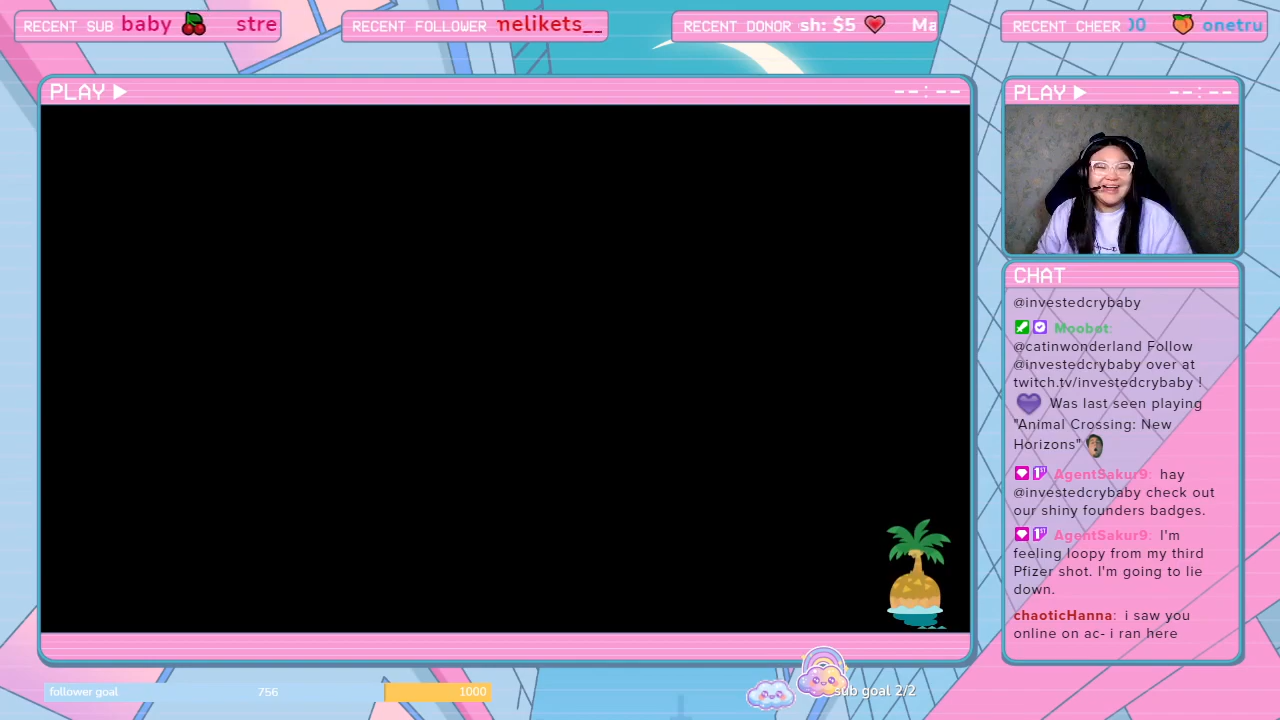 RECENT SUB baby stre
RECENT FOLLOWER melikets__
RECENT DONOR sh: $5 Ma
RECENT CHEER 00 onetru
PLAY --:--
PLAY --:--
CHAT
@investedcrybaby
Moobot:
@catinwonderland Follow
@investedcrybaby over at
twitch.tv/investedcrybaby !
Was last seen playing
"Animal Crossing: New
Horizons"
AgentSakur9: hay
@investedcrybaby check out
our shiny founders badges.
AgentSakur9: I'm
feeling loopy from my third
Pfizer shot. I'm going to lie
down.
chaoticHanna: i saw you
online on ac- i ran here
follower goal 756 1000
sub goal 2/2